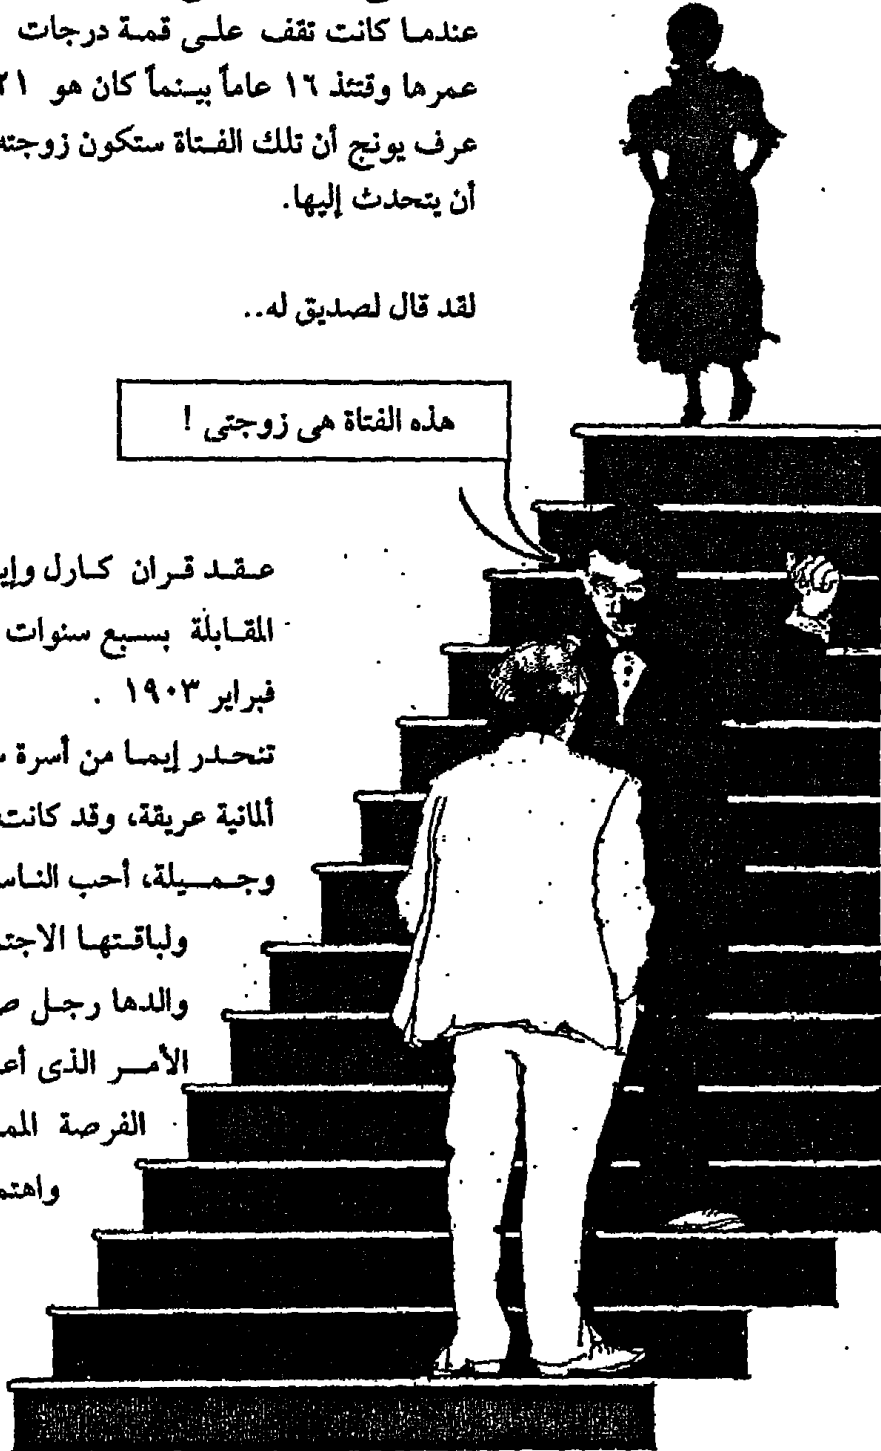 عندما كانت تقف على قمة درجات
عمرها وقتئذ ١٦ عاماً بينماً كان هو ٢١
عرف يونج أن تلك الفتاة ستكون زوجته
أن يتحدث إليها.
لقد قال لصديق له..
هذه الفتاة هى زوجتى !
عقد قران كارل وإي
المقابلة بسبع سنوات
فبراير ١٩٠٣ .
تنحدر إيما من أسرة س
ألمانية عريقة، وقد كانت
وجميلة، أحب الناس
ولباقتها الاجت
والدها رجل ص
الأمر الذى أع
الفرصة المم
واهتم